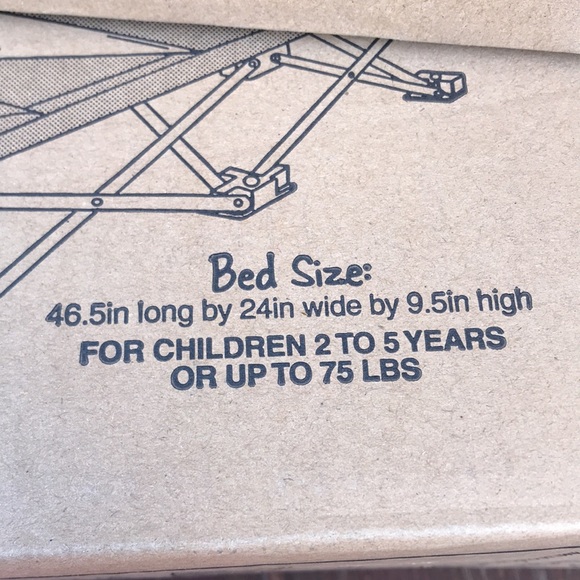 Bed Size:
46.5in long by 24in wide by 9.5in high
FOR CHILDREN 2 TO 5 YEARS
OR UP TO 75 LBS